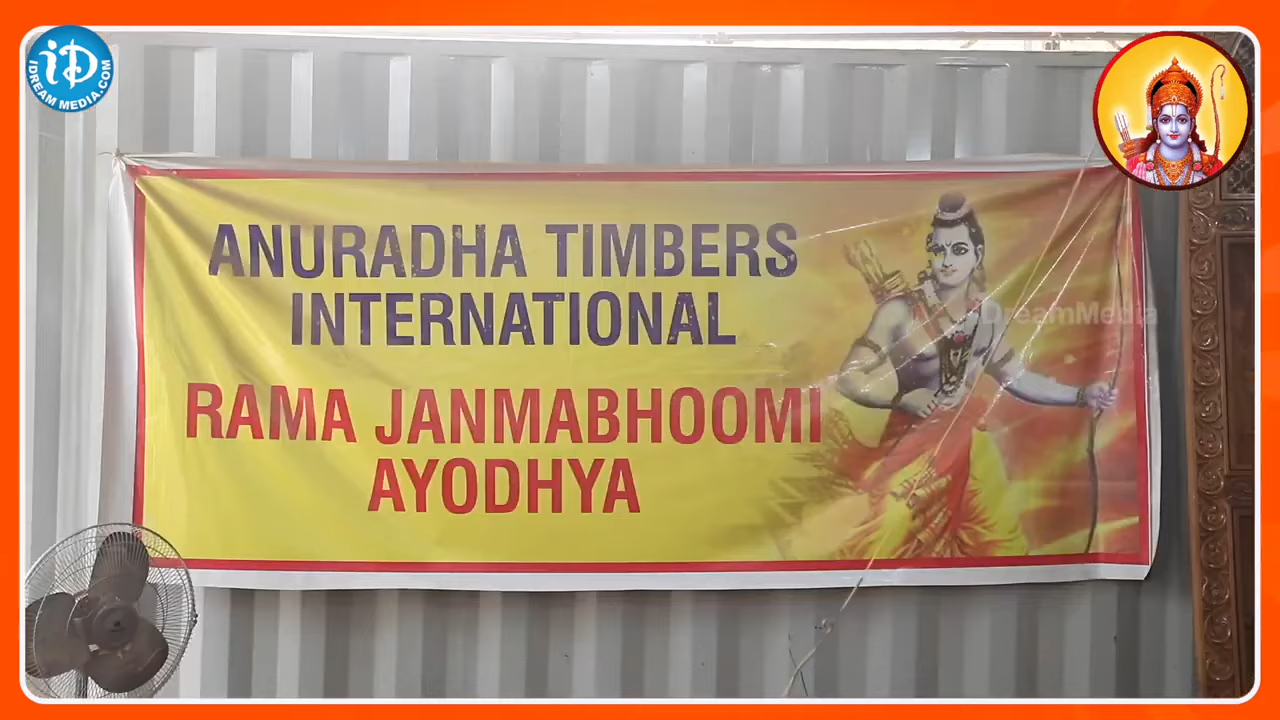 iD
IDREAM MEDIA.COM
ANURADHA TIMBERS
INTERNATIONAL
RAMA JANMABHOOMI
AYODHYA
iDreamMedia